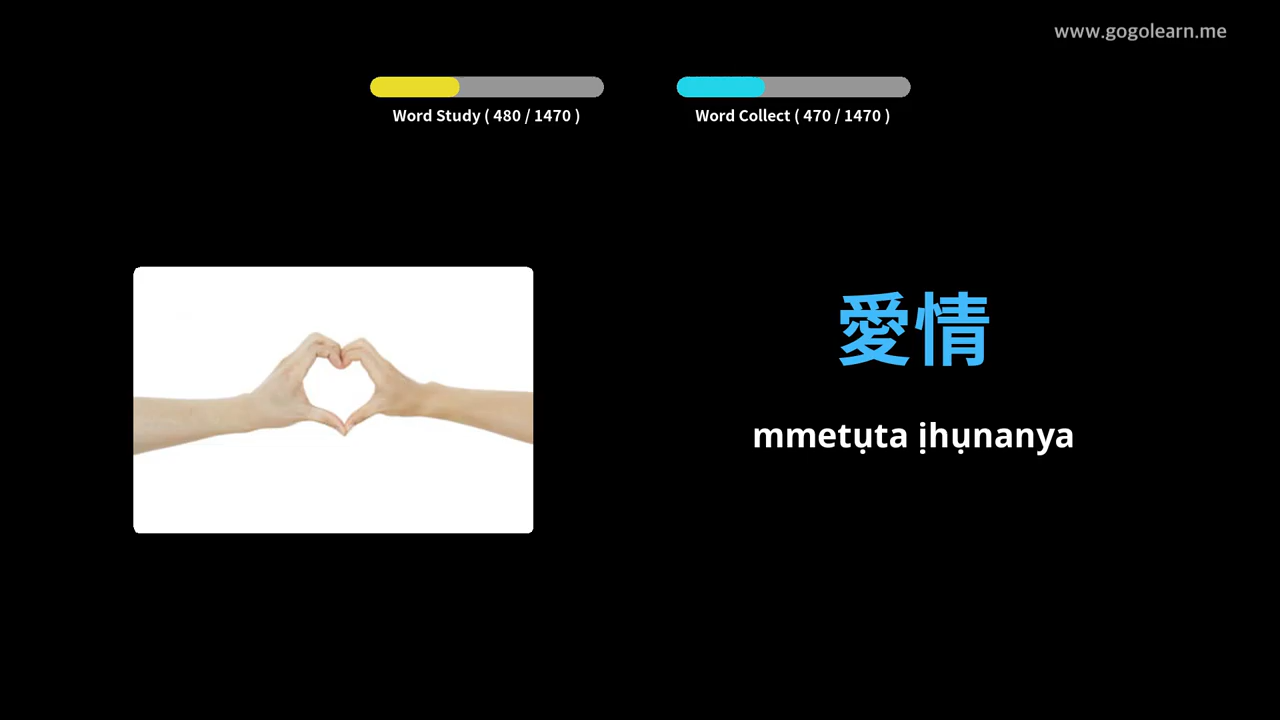 www.gogolearn.me
Word Study ( 480 / 1470 )
Word Collect ( 470 / 1470 )
愛情
mmetụta ịhụnanya